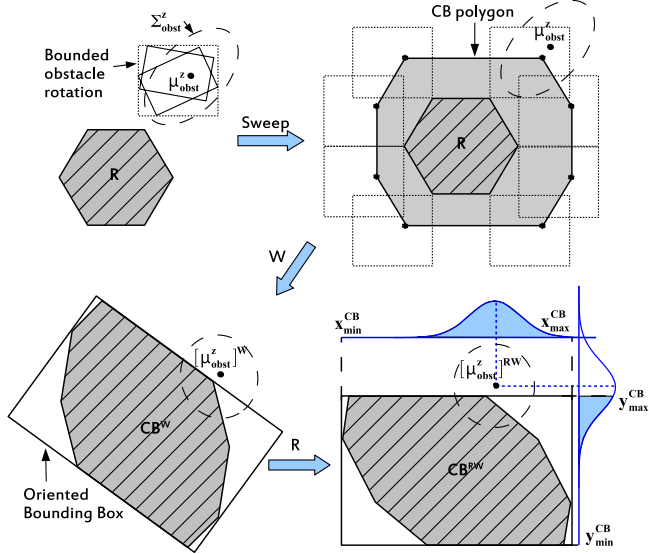 Σ^z_obst
Bounded
obstacle
rotation
μ^z_obst
R
Sweep
CB polygon
μ^z_obst
R
W
[μ^z_obst]^W
CB^W
Oriented
Bounding Box
R
x^CB_min
x^CB_max
[μ^z_obst]^RW
y^CB_max
CB^RW
y^CB_min